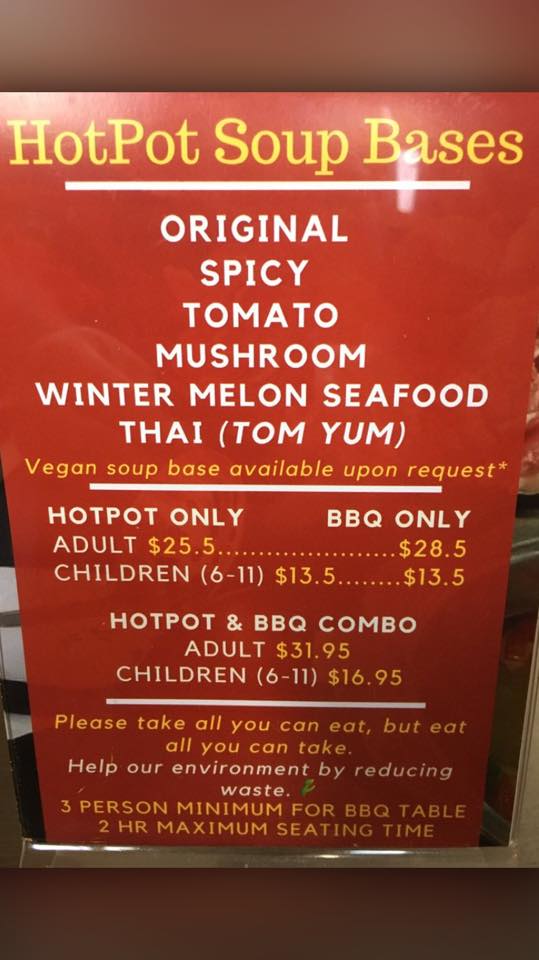 HotPot Soup Bases
ORIGINAL
SPICY
TOMATO
MUSHROOM
WINTER MELON SEAFOOD
THAI (TOM YUM)
Vegan soup base available upon request*
HOTPOT ONLY BBQ ONLY
ADULT $25.5.......................$28.5
CHILDREN (6-11) $13.5........$13.5
HOTPOT & BBQ COMBO
ADULT $31.95
CHILDREN (6-11) $16.95
Please take all you can eat, but eat
all you can take.
Help our environment by reducing
waste.
3 PERSON MINIMUM FOR BBQ TABLE
2 HR MAXIMUM SEATING TIME